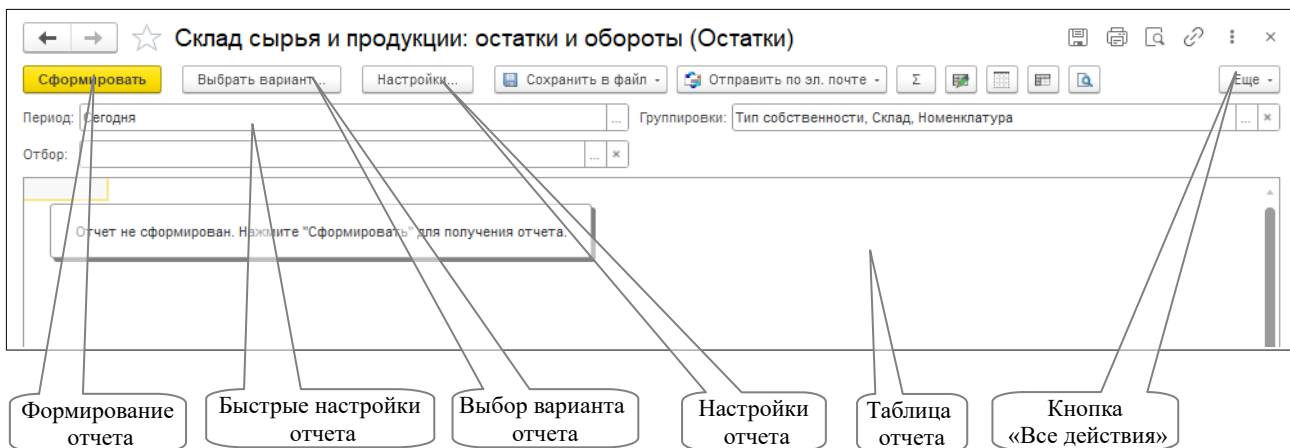 Склад сырья и продукции: остатки и обороты (Остатки)
Сформировать Выбрать вариант... Настройки... Сохранить в файл Отправить по эл. почте Σ Еще
Период: Сегодня ... Группировки: Тип собственности, Склад, Номенклатура ... ×
Отбор: ... ×
Отчет не сформирован. Нажмите "Сформировать" для получения отчета.
Формирование
отчета
Быстрые настройки
отчета
Выбор варианта
отчета
Настройки
отчета
Таблица
отчета
Кнопка
«Все действия»